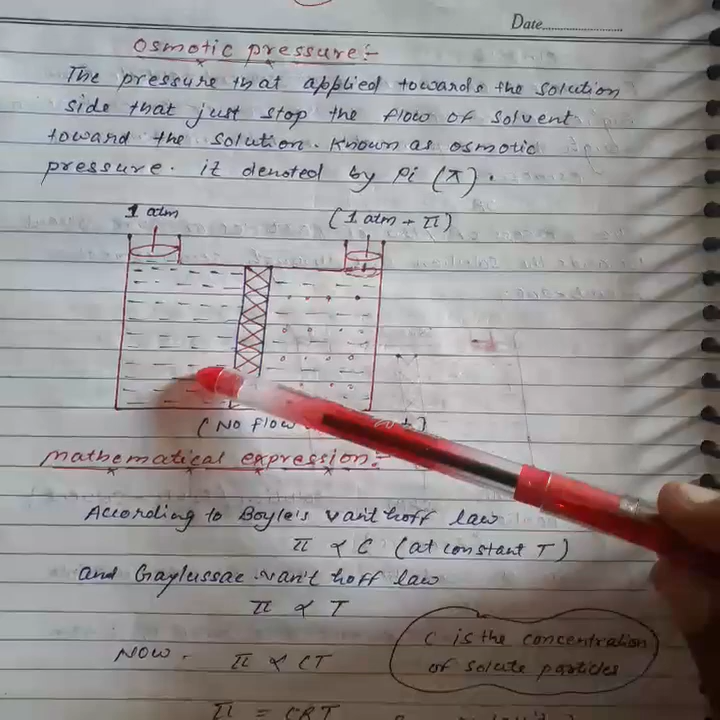 Date
Osmotic pressure:-
The pressure that applied towards the solution
side that just stop the flow of solvent
toward the solution. Known as osmotic
pressure. it denoted by Pi (π).
1 atm
(1 atm + π)
(No flow
mathematical expression:-
According to Boyle's van't hoff law
π ∝ C (at constant T)
and Gaylussac van't hoff law
π ∝ T
Now. π ∝ CT
C is the concentration
of solute particles
π = CRT